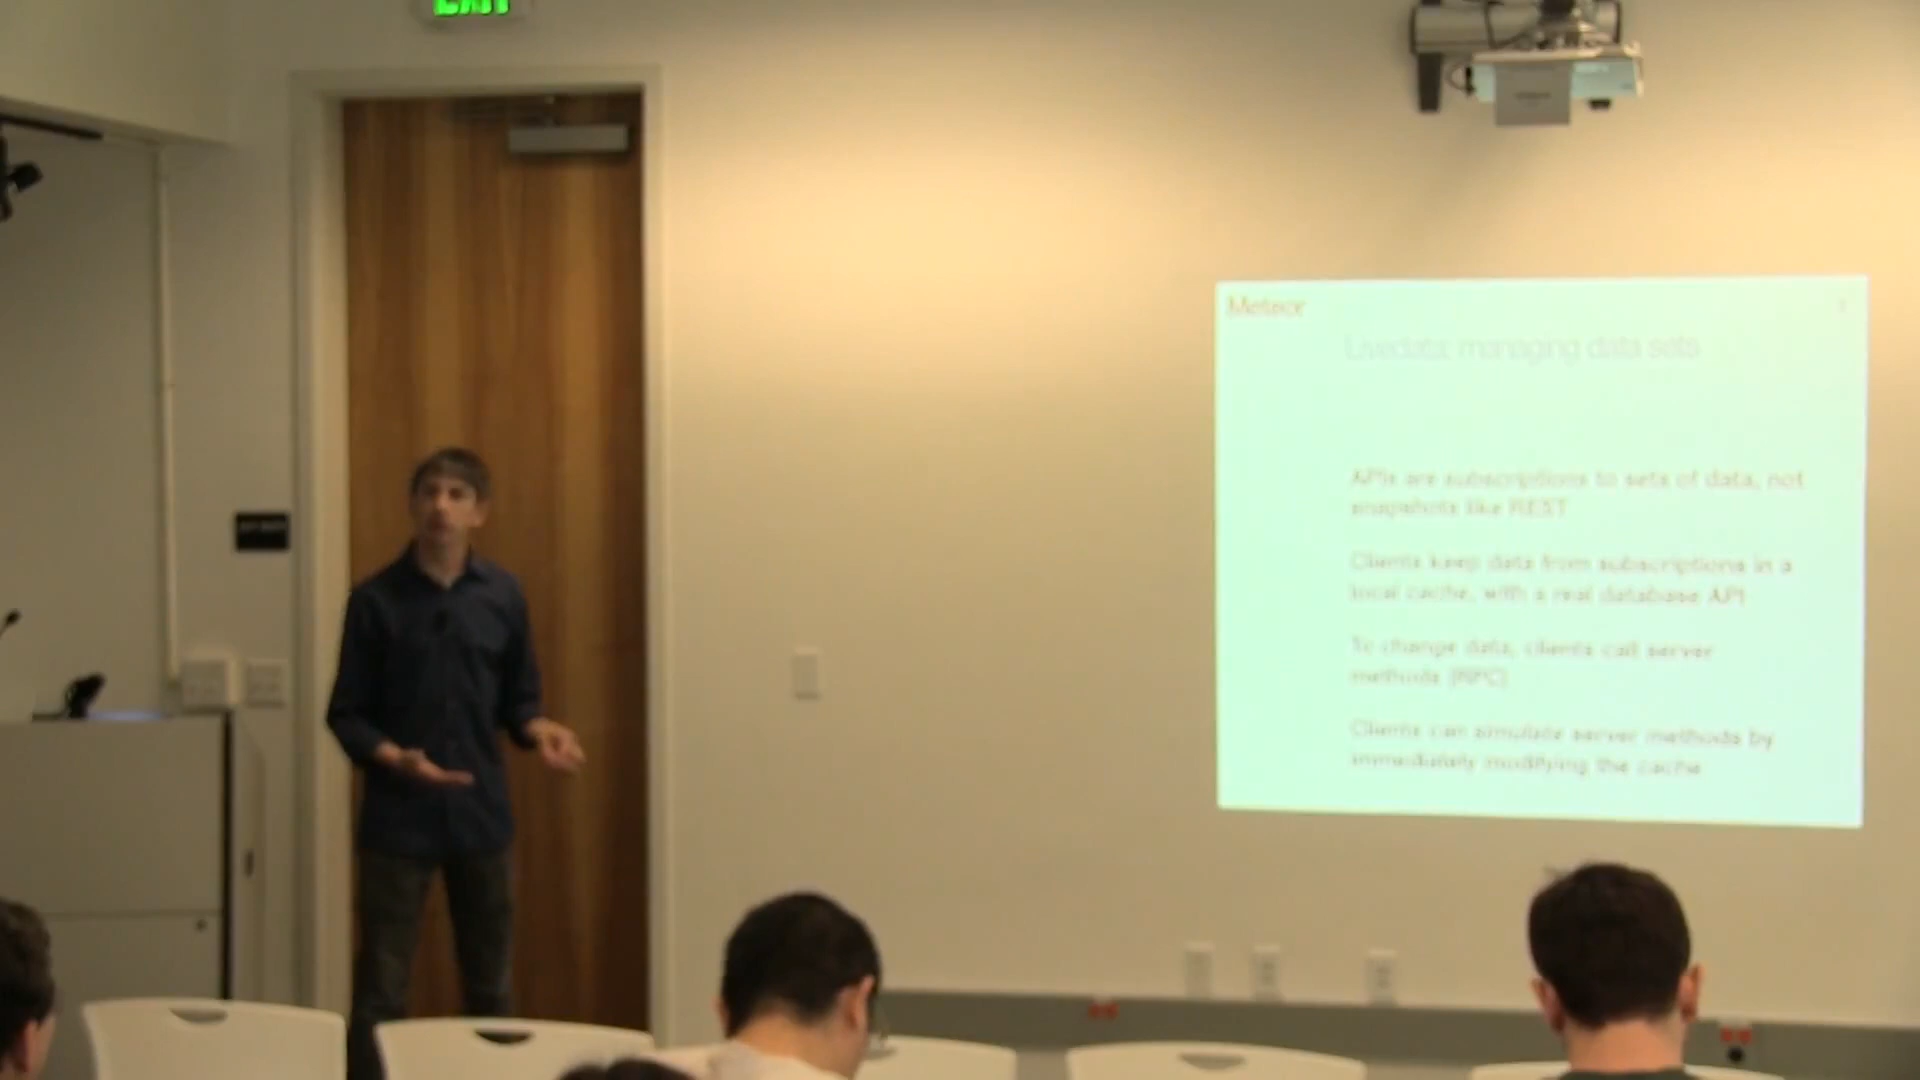 EXIT
Meteor
Livedata: managing data sets
APIs are subscriptions to sets of data, not
snapshots like REST
Clients keep data from subscriptions in a
local cache, with a real database API
To change data, clients call server
methods (RPC)
Clients can simulate server methods by
immediately modifying the cache